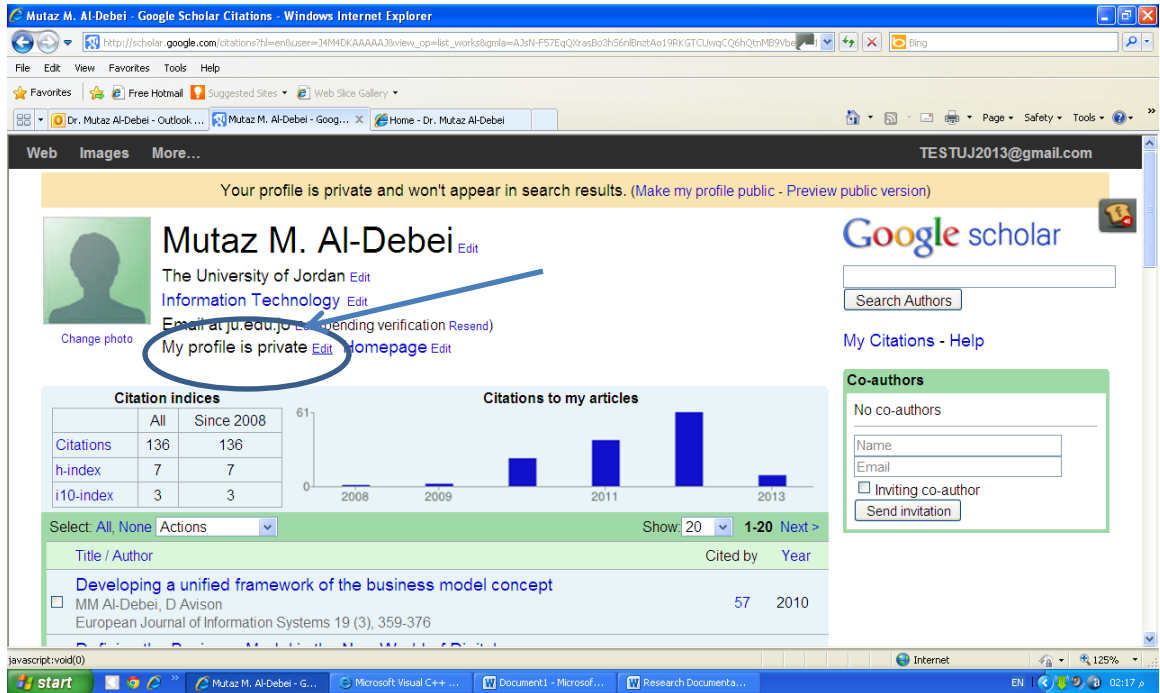 Mutaz M. Al-Debei - Google Scholar Citations - Windows Internet Explorer
http://scholar.google.com/citations?hl=en&user=J4M4DKAAAAAJ&view_op=list_works&gmla=
Bing
File Edit View Favorites Tools Help
Favorites Free Hotmail Suggested Sites Web Slice Gallery
Dr. Mutaz Al-Debei - Outlook ... Mutaz M. Al-Debei - Goog... X Home - Dr. Mutaz Al-Debei Page Safety Tools »
Web Images More... TESTUJ2013@gmail.com
Your profile is private and won't appear in search results. (Make my profile public - Preview public version)
Mutaz M. Al-Debei Edit
The University of Jordan Edit
Information Technology Edit
Email at ju.edu.jo pending verification Resend)
Change photo
My profile is private Edit Homepage Edit
Google scholar
Search Authors
My Citations - Help
Citation indices
All Since 2008
Citations 136 136
h-index 7 7
i10-index 3 3
Citations to my articles
61
0
2008 2009 2011 2013
Co-authors
No co-authors
Name
Email
Inviting co-author
Send invitation
Select: All, None Actions Show: 20 1-20 Next >
Title / Author Cited by Year
Developing a unified framework of the business model concept 57 2010
MM Al-Debei, D Avison
European Journal of Information Systems 19 (3), 359-376
javascript:void(0) Internet 125%
start » Mutaz M. Al-Debei - G... Microsoft Visual C++ ... Document1 - Microsof... Research Documenta... EN 02:17 م